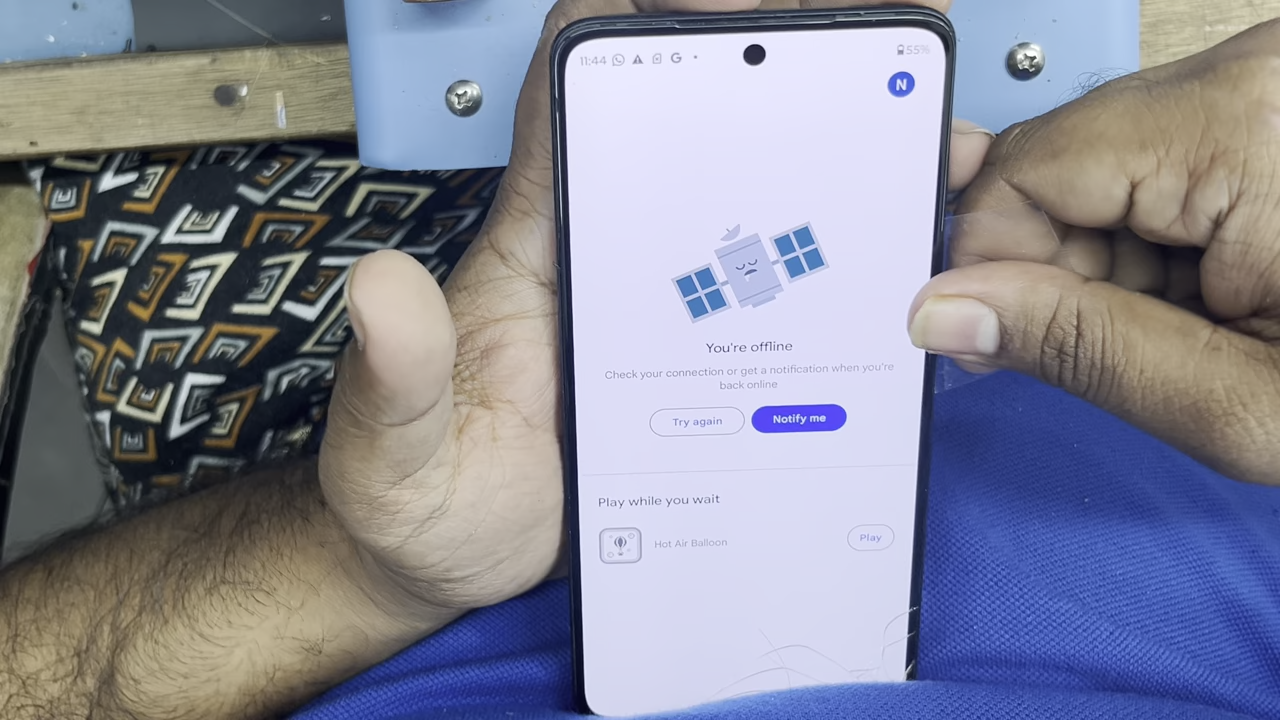 11:44 G 55%
N
You're offline
Check your connection or get a notification when you're
back online
Try again Notify me
Play while you wait
Hot Air Balloon Play